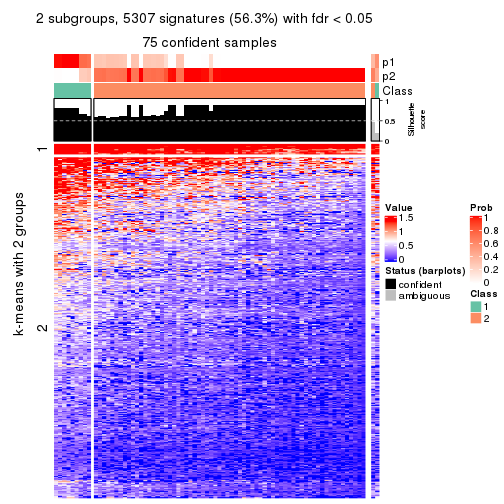 2 subgroups, 5307 signatures (56.3%) with fdr < 0.05
75 confident samples
p1
p2
Class
1
0.5
0
Silhouette
score
1
2
k-means with 2 groups
Value
1.5
1
0.5
0
Status (barplots)
confident
ambiguous
Prob
1
0.8
0.6
0.4
0.2
0
Class
1
2